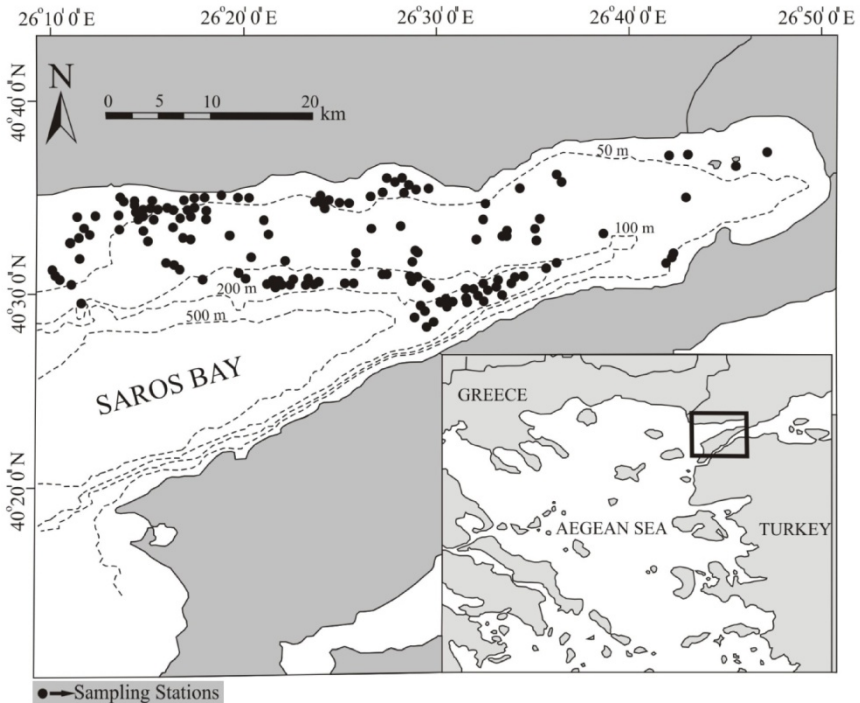 26°10´0˝E 26°20´0˝E 26°30´0˝E 26°40´0˝E 26°50´0˝E
40°40´0˝N
N
0 5 5 10 20
km
50 m
100 m
40°30´0˝N
200 m
500 m
SAROS BAY
GREECE
40°20´0˝N
AEGEAN SEA
TURKEY
Sampling Stations